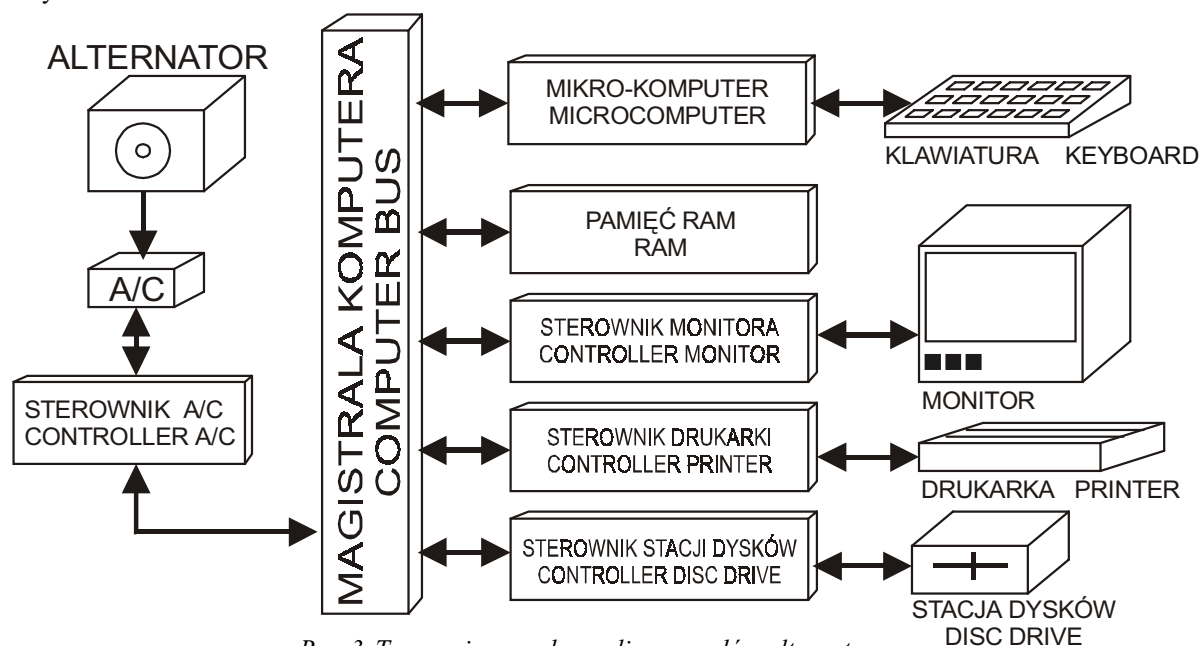 ALTERNATOR
A/C
STEROWNIK A/C
CONTROLLER A/C
MAGISTRALA KOMPUTERA
COMPUTER BUS
MIKRO-KOMPUTER
MICROCOMPUTER
KLAWIATURA KEYBOARD
PAMIĘĆ RAM
RAM
STEROWNIK MONITORA
CONTROLLER MONITOR
MONITOR
STEROWNIK DRUKARKI
CONTROLLER PRINTER
DRUKARKA PRINTER
STEROWNIK STACJI DYSKÓW
CONTROLLER DISC DRIVE
STACJA DYSKÓW
DISC DRIVE